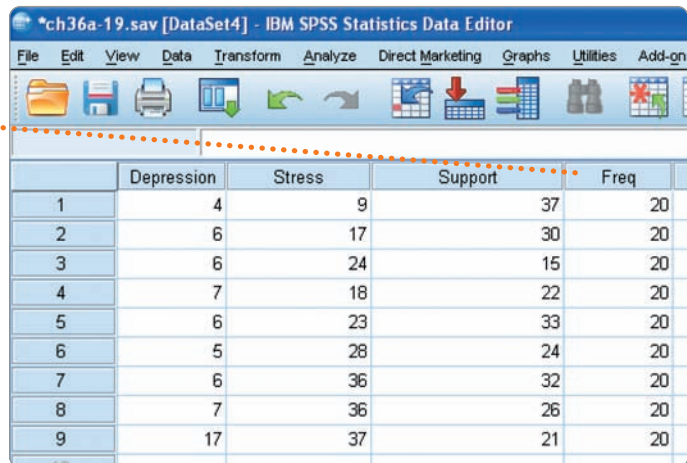 *ch36a-19.sav [DataSet4] - IBM SPSS Statistics Data Editor
File Edit View Data Transform Analyze Direct Marketing Graphs Utilities Add-on
Depression Stress Support Freq
1 4 9 37 20
2 6 17 30 20
3 6 24 15 20
4 7 18 22 20
5 6 23 33 20
6 5 28 24 20
7 6 36 32 20
8 7 36 26 20
9 17 37 21 20